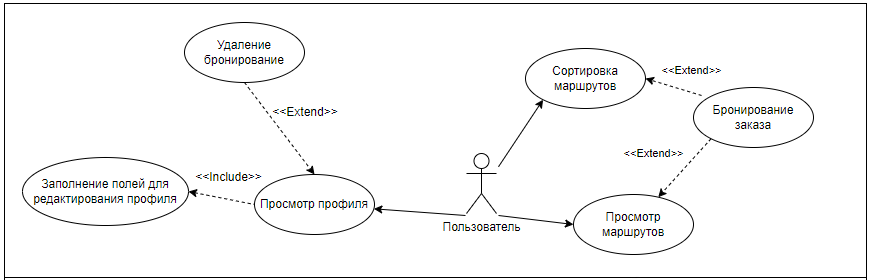 Удаление
бронирование
<<Extend>>
Заполнение полей для
редактирования профиля
<<Include>>
Просмотр профиля
Пользователь
Сортировка
маршрутов
<<Extend>>
Бронирование
заказа
<<Extend>>
Просмотр
маршрутов